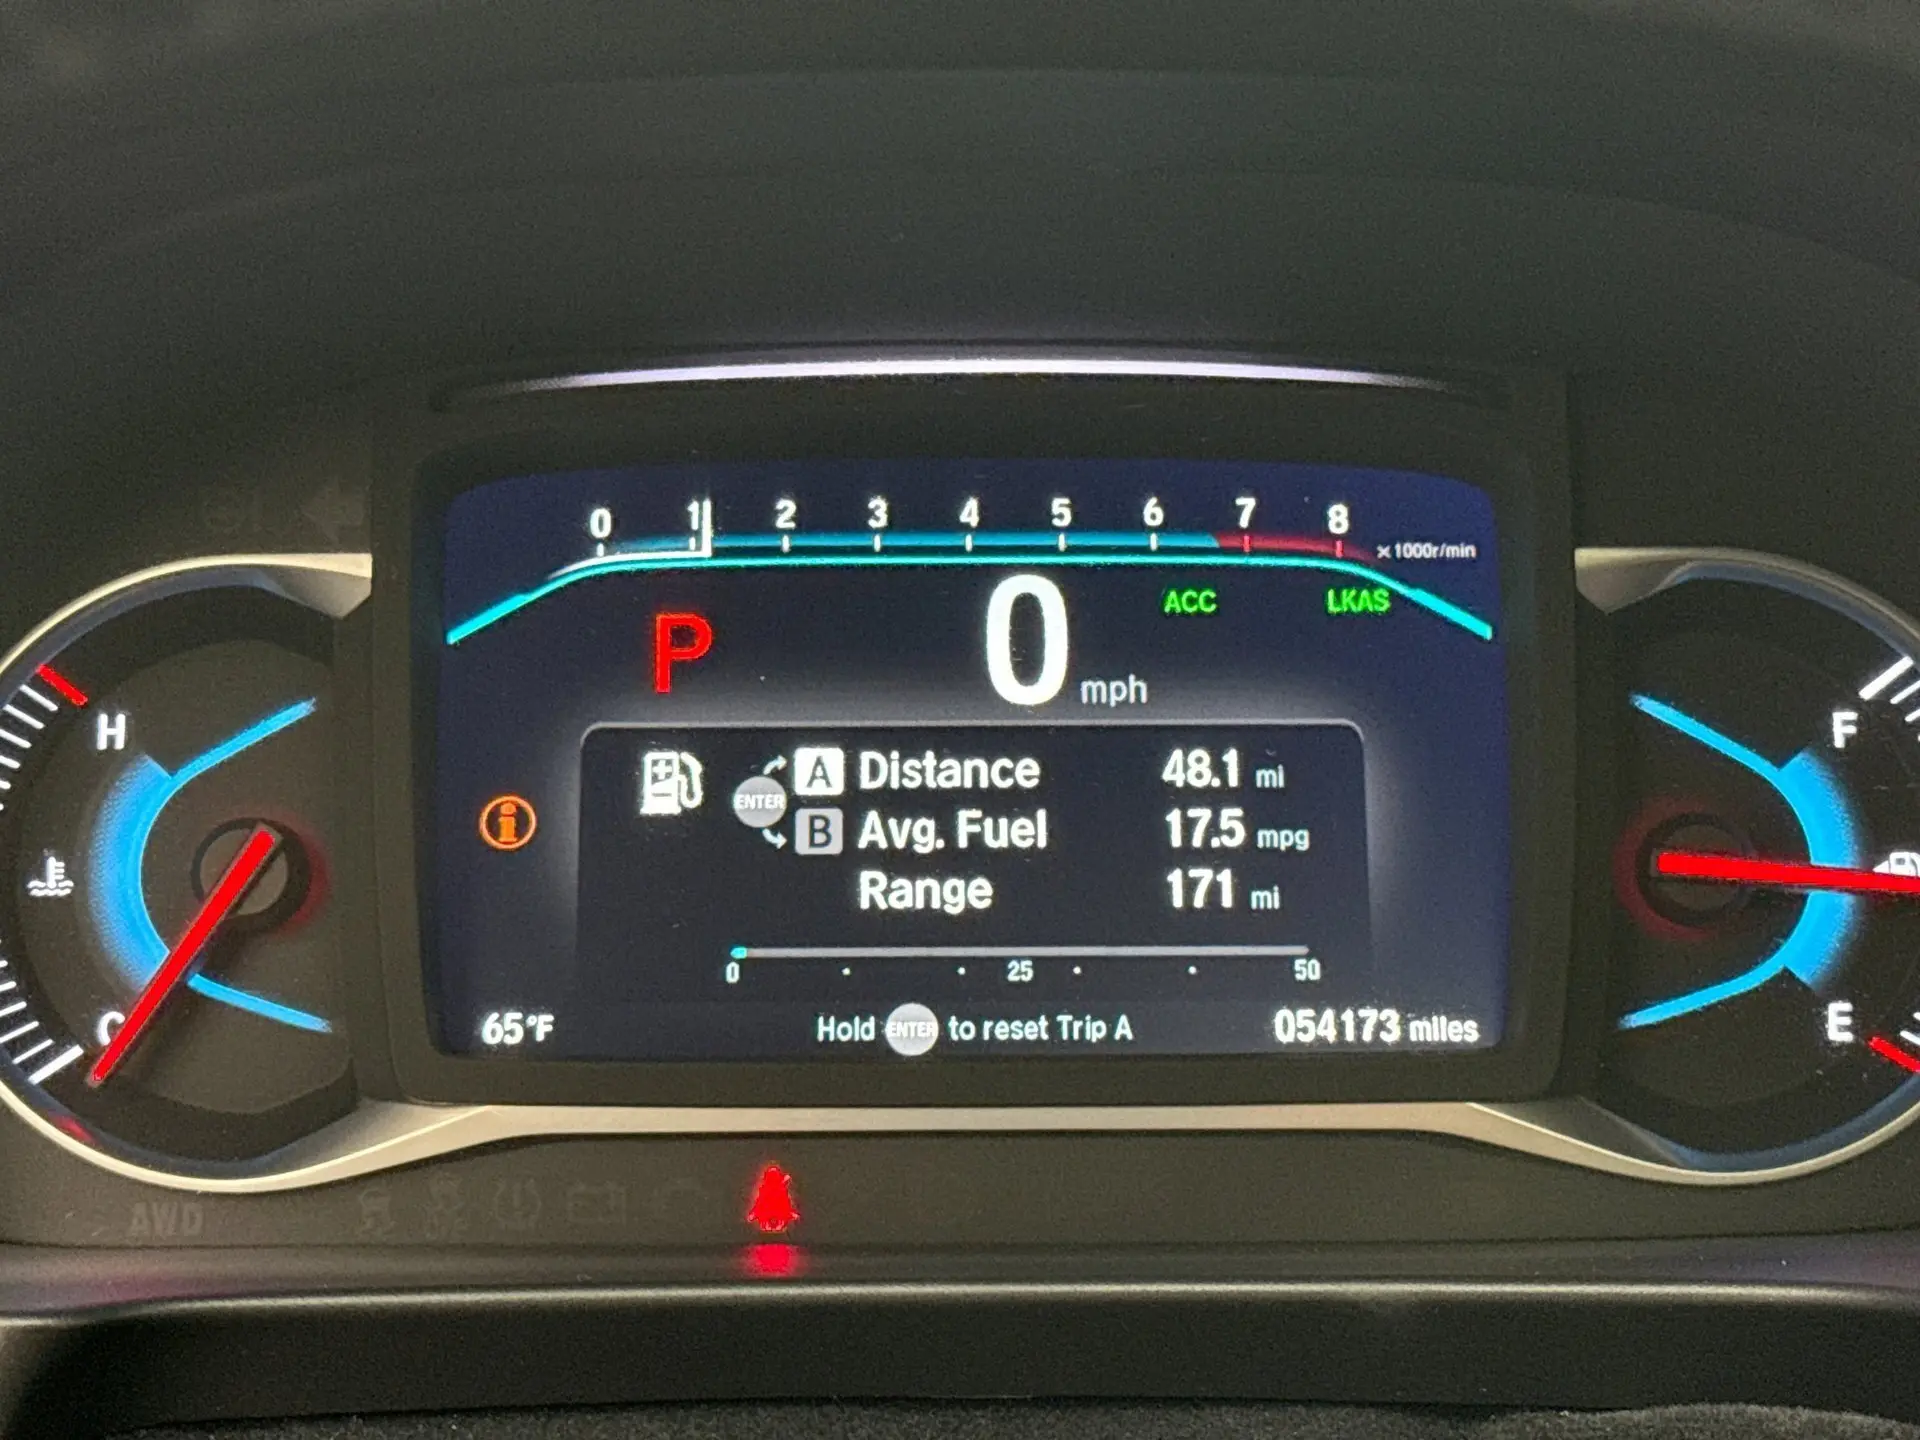 0 1 2 3 4 5 6 7 8
×1000r/min
P 0 mph ACC LKAS
H
F
A Distance 48.1 mi
ENTER
B Avg. Fuel 17.5 mpg
Range 171 mi
0 25 50
C
E
65°F Hold ENTER to reset Trip A 054173 miles
AWD